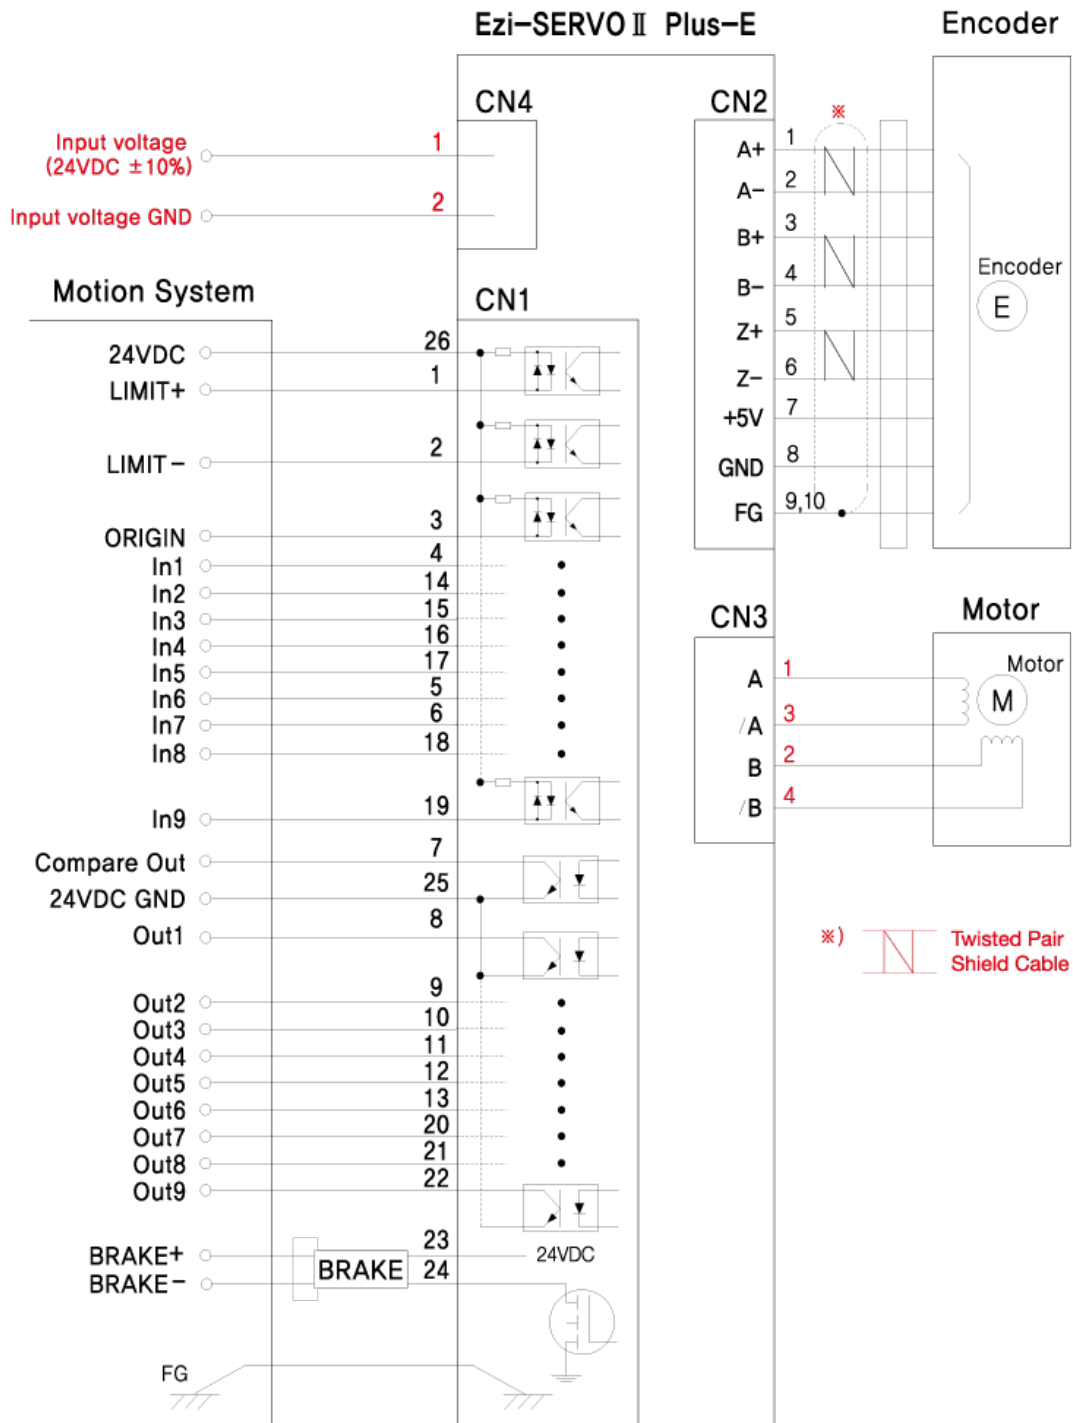 Ezi-SERVOⅡ Plus-E
Encoder
CN4
CN2
※
Input voltage
(24VDC ±10%)
1
Input voltage GND
2
A+ 1
A- 2
B+ 3
B- 4
Z+ 5
Z- 6
+5V 7
GND 8
FG 9,10
Encoder
E
Motion System
CN1
24VDC 26
LIMIT+ 1
LIMIT- 2
ORIGIN 3
In1 4
In2 14
In3 15
In4 16
In5 17
In6 5
In7 6
In8 18
In9 19
Compare Out 7
24VDC GND 25
Out1 8
Out2 9
Out3 10
Out4 11
Out5 12
Out6 13
Out7 20
Out8 21
Out9 22
BRAKE+ 23
BRAKE- 24
BRAKE
24VDC
FG
CN3
Motor
A 1
/A 3
B 2
/B 4
Motor
M
※)
Twisted Pair
Shield Cable